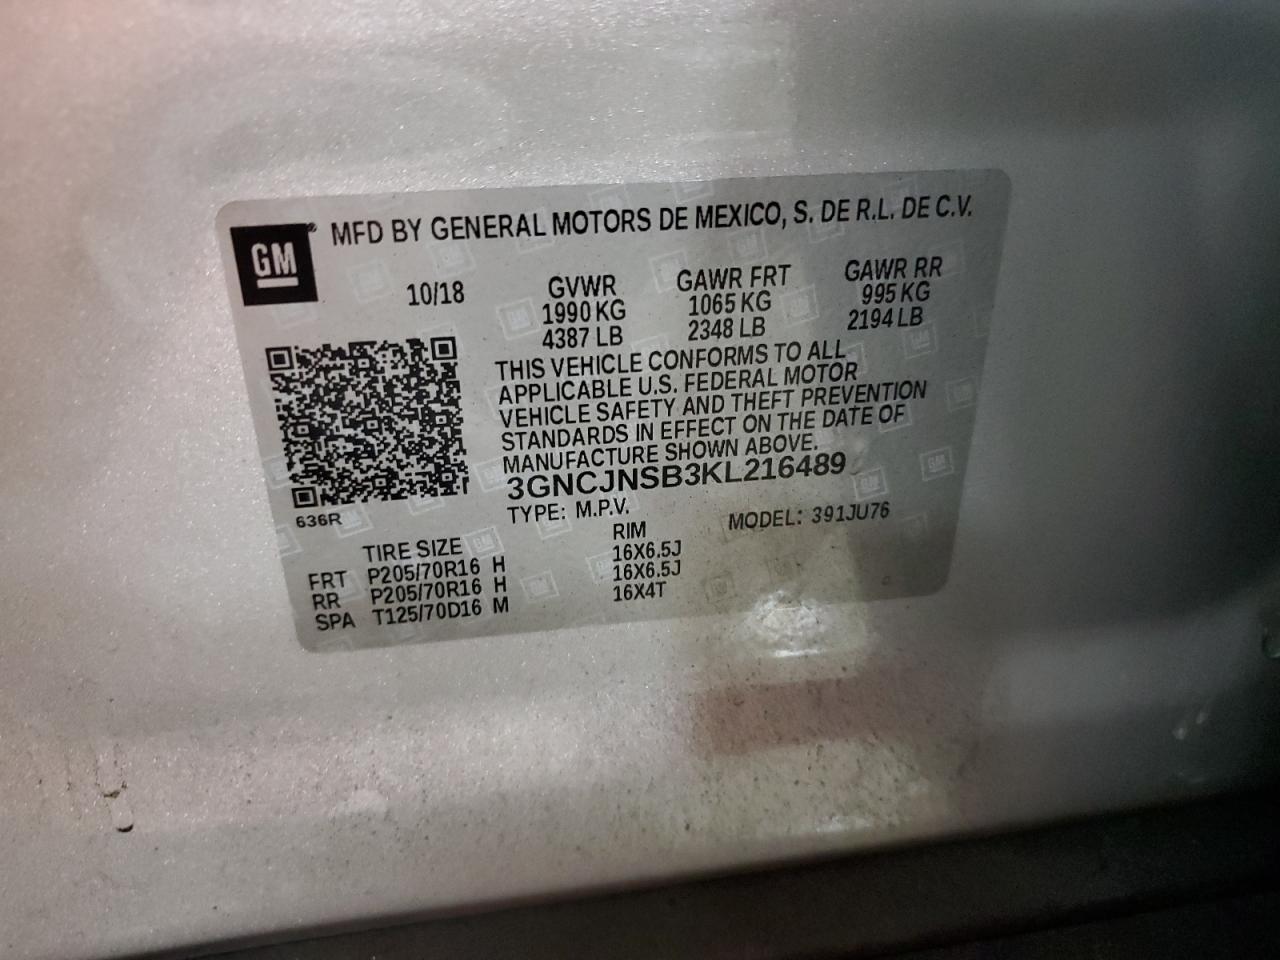 GM
MFD BY GENERAL MOTORS DE MEXICO, S. DE R.L. DE C.V.
10/18 GVWR GAWR FRT GAWR RR
1990 KG 1065 KG 995 KG
4387 LB 2348 LB 2194 LB
THIS VEHICLE CONFORMS TO ALL
APPLICABLE U.S. FEDERAL MOTOR
VEHICLE SAFETY AND THEFT PREVENTION
STANDARDS IN EFFECT ON THE DATE OF
MANUFACTURE SHOWN ABOVE.
3GNCJNSB3KL216489
636R
TYPE: M.P.V. MODEL: 391JU76
TIRE SIZE RIM
FRT P205/70R16 H 16X6.5J
RR P205/70R16 H 16X6.5J
SPA T125/70D16 M 16X4T